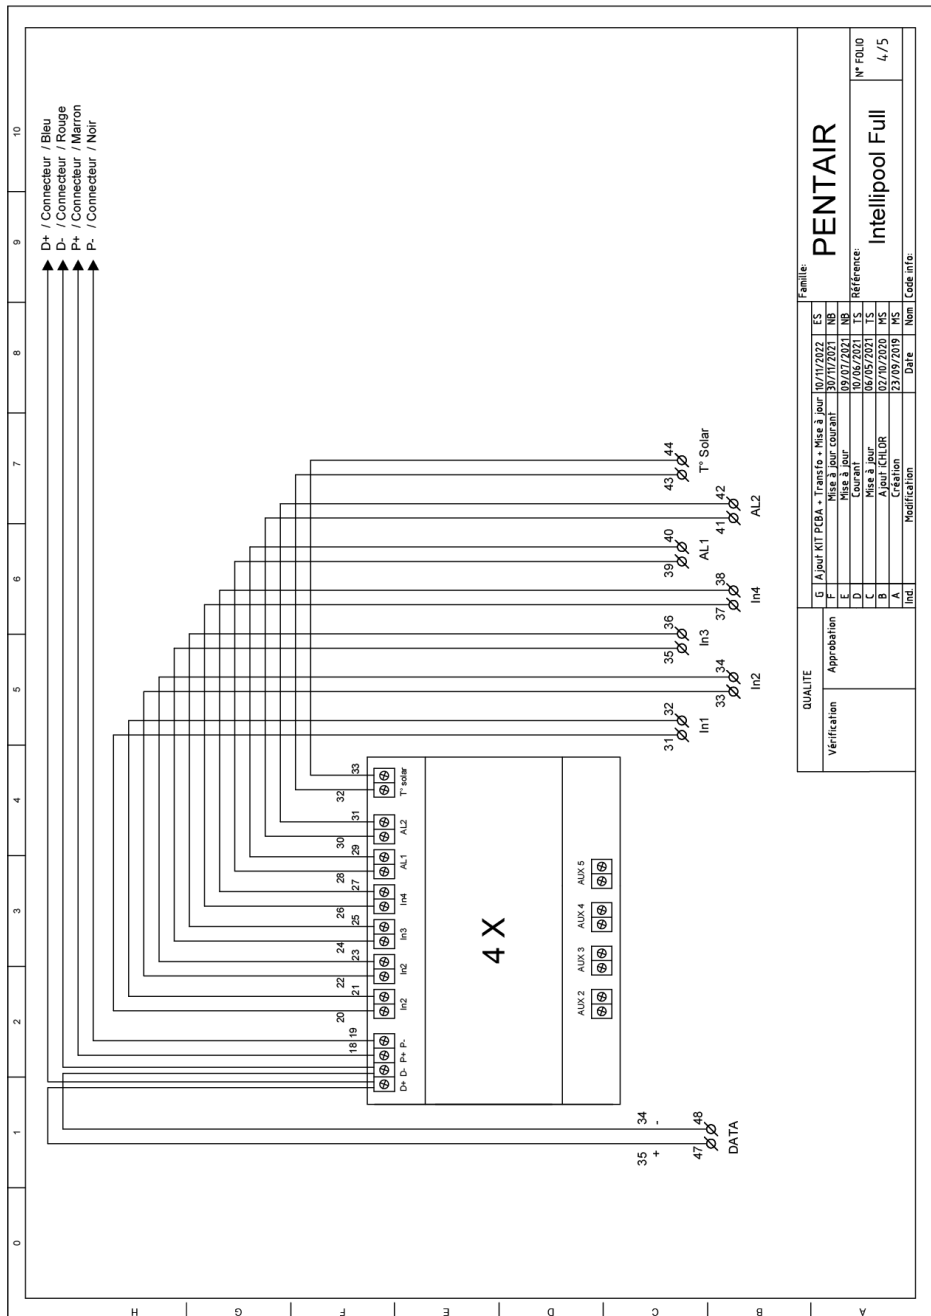 0 1 2 3 4 5 6 7 8 9 10
H
G
F
E
D
C
B
A
D+ / Connecteur / Bleu
D- / Connecteur / Rouge
P+ / Connecteur / Marron
P- / Connecteur / Noir
18 19 20 21 22 23 24 25 26 27 28 29 30 31 32 33
D+ D- P+ P- In2 In2 In3 In4 AL1 AL2 T° solar
4 X
AUX 2 AUX 3 AUX 4 AUX 5
35 34
+ -
47 48
DATA
31 32
In1
33 34
In2
35 36
In3
37 38
In4
39 40
AL1
41 42
AL2
43 44
T° Solar
QUALITE
Vérification Approbation
G Ajout KIT PCBA + Transfo + Mise à jour 10/11/2022 ES
F Mise à jour courant 30/11/2021 NB
E Mise à jour 09/07/2021 NB
D Courant 10/06/2021 TS
C Mise à jour 06/05/2021 TS
B Ajout iCHLOR 02/10/2020 MS
A Création 23/09/2019 MS
Ind. Modification Date Nom
Famille:
PENTAIR
Référence:
Intellipool Full
N° FOLIO
4/5
Code info: